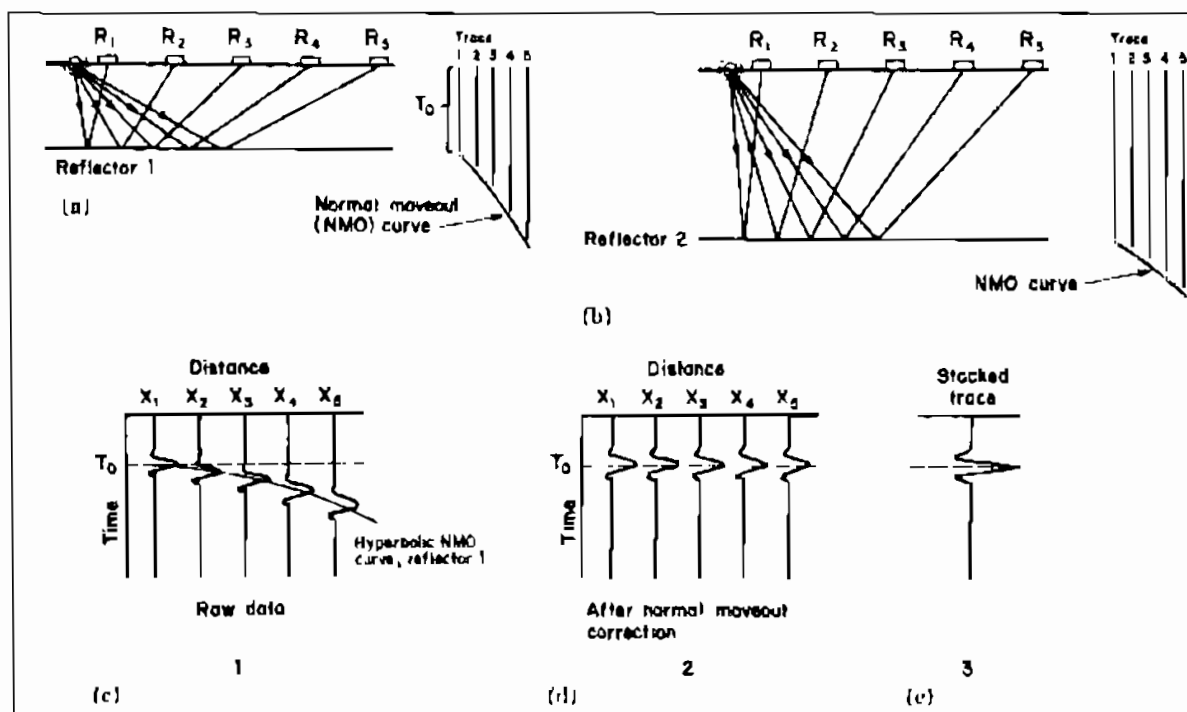 R1 R2 R3 R4 R5
Trace
1 2 3 4 5
T0
Reflector 1
Normal moveout
(NMO) curve
(a)
R1 R2 R3 R4 R5
Trace
1 2 3 4 5
Reflector 2
NMO curve
(b)
Distance
X1 X2 X3 X4 X5
T0
Time
Hyperbolic NMO
curve, reflector 1
Raw data
1
(c)
Distance
X1 X2 X3 X4 X5
T0
Time
After normal moveout
correction
2
(d)
Stacked
trace
3
(e)